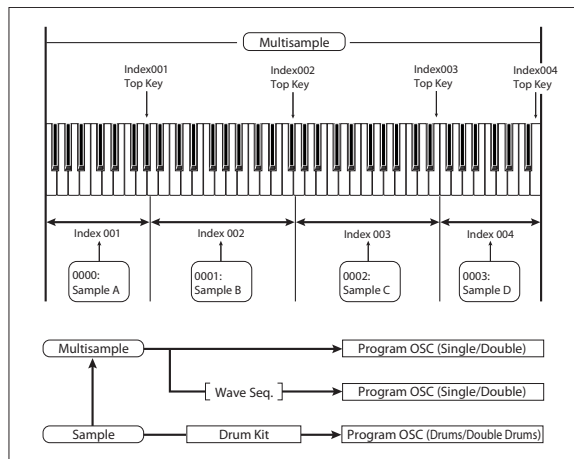 Multisample
Index001
Top Key
Index002
Top Key
Index003
Top Key
Index004
Top Key
Index 001
Index 002
Index 003
Index 004
0000:
Sample A
0001:
Sample B
0002:
Sample C
0003:
Sample D
Multisample
Program OSC (Single/Double)
Wave Seq.
Program OSC (Single/Double)
Sample
Drum Kit
Program OSC (Drums/Double Drums)